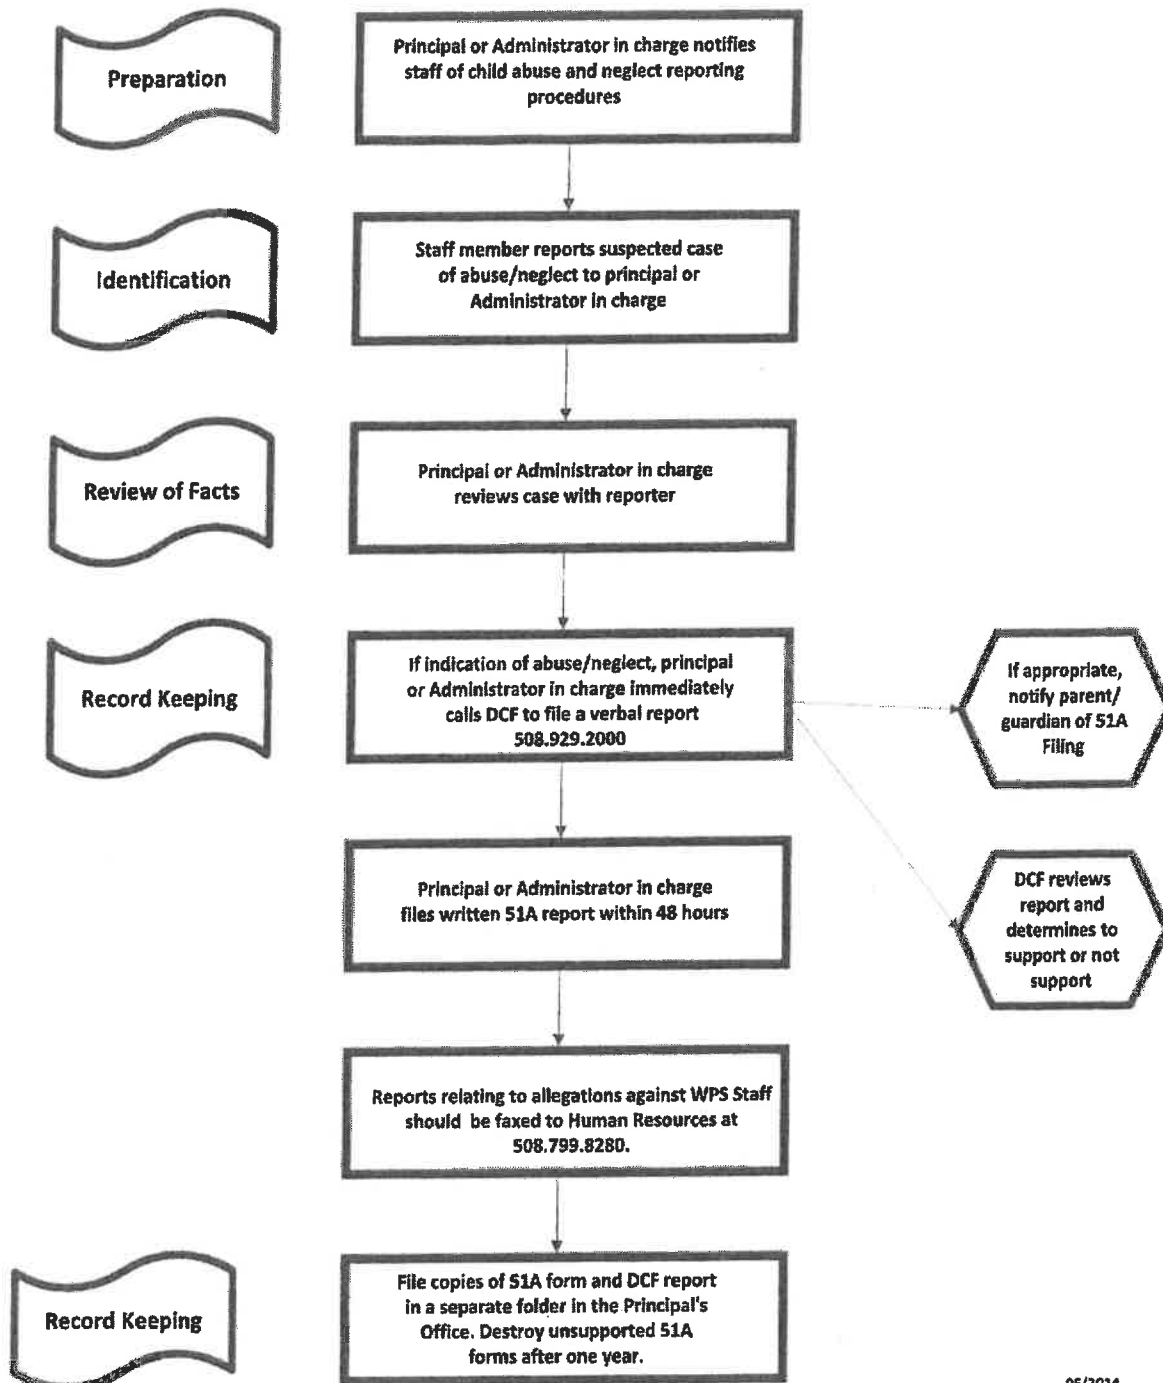 Preparation
Principal or Administrator in charge notifies
staff of child abuse and neglect reporting
procedures
Identification
Staff member reports suspected case
of abuse/neglect to principal or
Administrator in charge
Review of Facts
Principal or Administrator in charge
reviews case with reporter
Record Keeping
If indication of abuse/neglect, principal
or Administrator in charge immediately
calls DCF to file a verbal report
508.929.2000
If appropriate,
notify parent/
guardian of 51A
Filing
Principal or Administrator in charge
files written 51A report within 48 hours
DCF reviews
report and
determines to
support or not
support
Reports relating to allegations against WPS Staff
should be faxed to Human Resources at
508.799.8280.
Record Keeping
File copies of 51A form and DCF report
in a separate folder in the Principal's
Office. Destroy unsupported 51A
forms after one year.